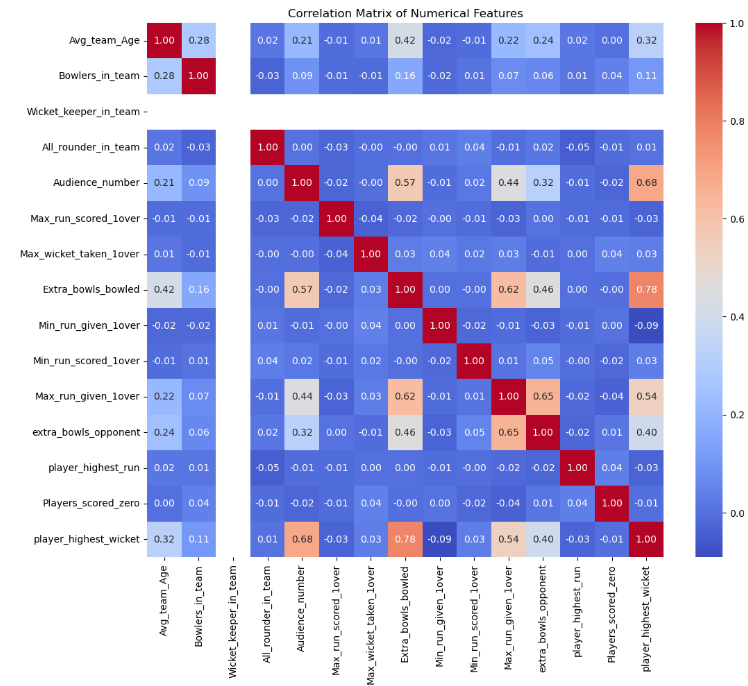 Correlation Matrix of Numerical Features
Avg_team_Age 1.00 0.28 0.02 0.21 -0.01 0.01 0.42 -0.02 -0.01 0.22 0.24 0.02 0.00 0.32
Bowlers_in_team 0.28 1.00 -0.03 0.09 -0.01 -0.01 0.16 -0.02 0.01 0.07 0.06 0.01 0.04 0.11
Wicket_keeper_in_team
All_rounder_in_team 0.02 -0.03 1.00 0.00 -0.03 -0.00 -0.00 0.01 0.04 -0.01 0.02 -0.05 -0.01 0.01
Audience_number 0.21 0.09 0.00 1.00 -0.02 -0.00 0.57 -0.01 0.02 0.44 0.32 -0.01 -0.02 0.68
Max_run_scored_1over -0.01 -0.01 -0.03 -0.02 1.00 -0.04 -0.02 -0.00 -0.01 -0.03 0.00 -0.01 -0.01 -0.03
Max_wicket_taken_1over 0.01 -0.01 -0.00 -0.00 -0.04 1.00 0.03 0.04 0.02 0.03 -0.01 0.00 0.04 0.03
Extra_bowls_bowled 0.42 0.16 -0.00 0.57 -0.02 0.03 1.00 0.00 -0.00 0.62 0.46 0.00 -0.00 0.78
Min_run_given_1over -0.02 -0.02 0.01 -0.01 -0.00 0.04 0.00 1.00 -0.02 -0.01 -0.03 -0.01 0.00 -0.09
Min_run_scored_1over -0.01 0.01 0.04 0.02 -0.01 0.02 -0.00 -0.02 1.00 0.01 0.05 -0.00 -0.02 0.03
Max_run_given_1over 0.22 0.07 -0.01 0.44 -0.03 0.03 0.62 -0.01 0.01 1.00 0.65 -0.02 -0.04 0.54
extra_bowls_opponent 0.24 0.06 0.02 0.32 0.00 -0.01 0.46 -0.03 0.05 0.65 1.00 -0.02 0.01 0.40
player_highest_run 0.02 0.01 -0.05 -0.01 -0.01 0.00 0.00 -0.01 -0.00 -0.02 -0.02 1.00 0.04 -0.03
Players_scored_zero 0.00 0.04 -0.01 -0.02 -0.01 0.04 -0.00 0.00 -0.02 -0.04 0.01 0.04 1.00 -0.01
player_highest_wicket 0.32 0.11 0.01 0.68 -0.03 0.03 0.78 -0.09 0.03 0.54 0.40 -0.03 -0.01 1.00
Avg_team_Age
Bowlers_in_team
Wicket_keeper_in_team
All_rounder_in_team
Audience_number
Max_run_scored_1over
Max_wicket_taken_1over
Extra_bowls_bowled
Min_run_given_1over
Min_run_scored_1over
Max_run_given_1over
extra_bowls_opponent
player_highest_run
Players_scored_zero
player_highest_wicket
1.0
0.8
0.6
0.4
0.2
0.0